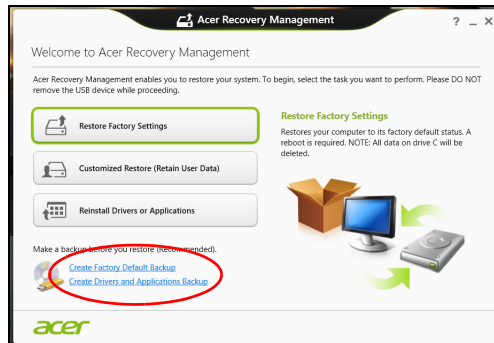 Acer Recovery Management
? _ X
Welcome to Acer Recovery Management
Acer Recovery Management enables you to restore your system. To begin, select the task you want to perform. Please DO NOT
remove the USB device while proceeding.
Restore Factory Settings
Customized Restore (Retain User Data)
Reinstall Drivers or Applications
Restore Factory Settings
Restores your computer to its factory default status. A
reboot is required. NOTE: All data on drive C will be
deleted.
Make a backup before you restore (Recommended).
Create Factory Default Backup
Create Drivers and Applications Backup
acer